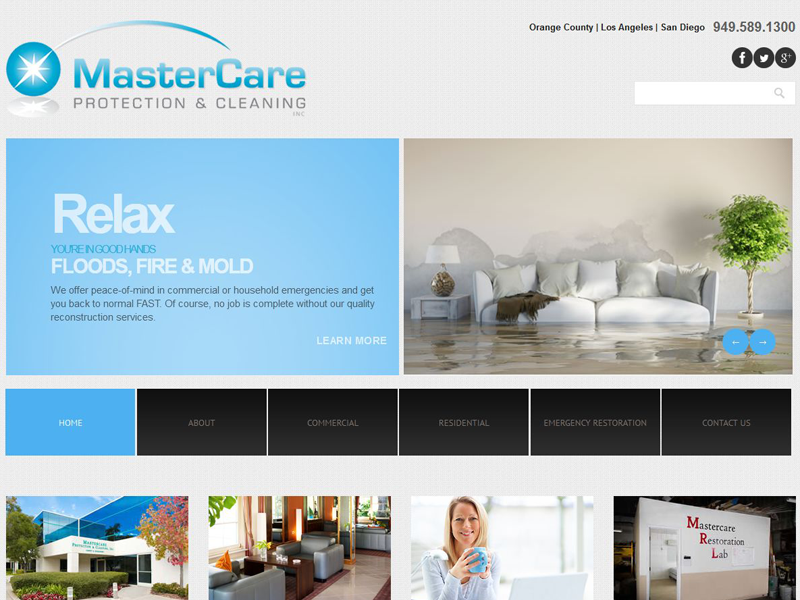 Orange County | Los Angeles | San Diego 949.589.1300
MasterCare
PROTECTION & CLEANING
INC
Relax
YOU'RE IN GOOD HANDS
FLOODS, FIRE & MOLD
We offer peace-of-mind in commercial or household emergencies and get
you back to normal FAST. Of course, no job is complete without our quality
reconstruction services.
LEARN MORE
HOME
ABOUT
COMMERCIAL
RESIDENTIAL
EMERGENCY RESTORATION
CONTACT US
MASTERCARE
PROTECTION & CLEANING, INC.
Mastercare
Restoration
Lab